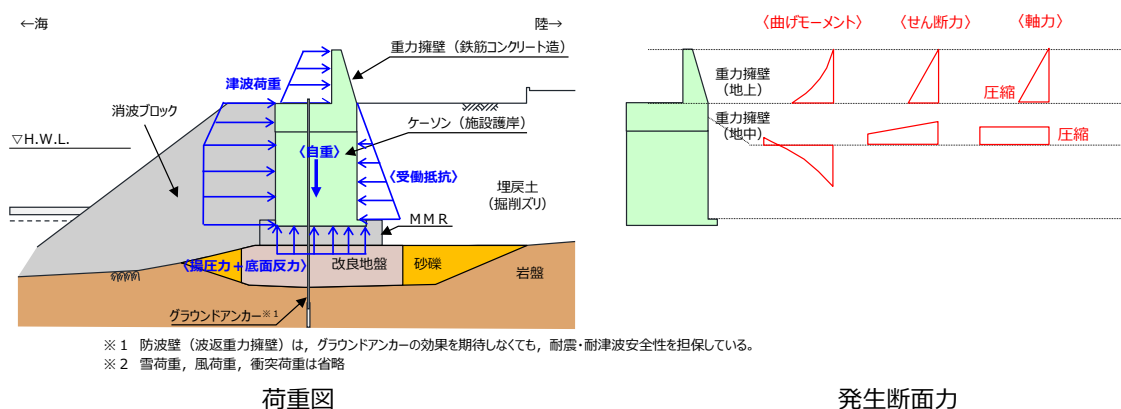 ←海
陸→
重力擁壁（鉄筋コンクリート造）
津波荷重
消波ブロック
ケーソン（施設護岸）
▽H.W.L.
〈自重〉
〈受働抵抗〉
埋戻土
（掘削ズリ）
MMR
〈揚圧力＋底面反力〉
改良地盤
砂礫
岩盤
グラウンドアンカー※1
〈曲げモーメント〉
〈せん断力〉
〈軸力〉
重力擁壁
（地上）
圧縮
重力擁壁
（地中）
圧縮
※1 防波壁（波返重力擁壁）は，グラウンドアンカーの効果を期待しなくても，耐震・耐津波安全性を担保している。
※2 雪荷重，風荷重，衝突荷重は省略
荷重図
発生断面力